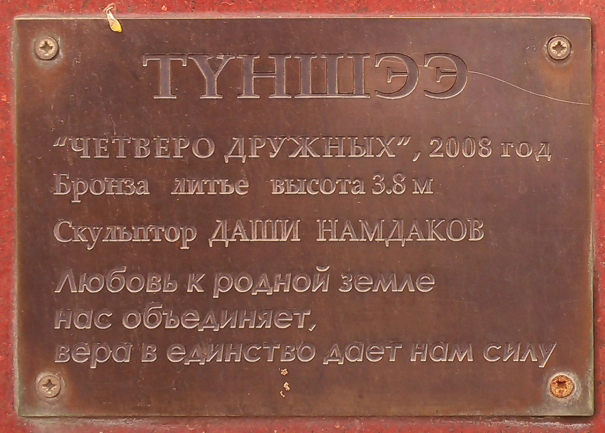 ТҮНШЭЭ
"ЧЕТВЕРО ДРУЖНЫХ", 2008 год
Бронза литье высота 3.8 м
Скульптор ДАШИ НАМДАКОВ
Любовь к родной земле
нас объединяет,
вера в единство дает нам силу